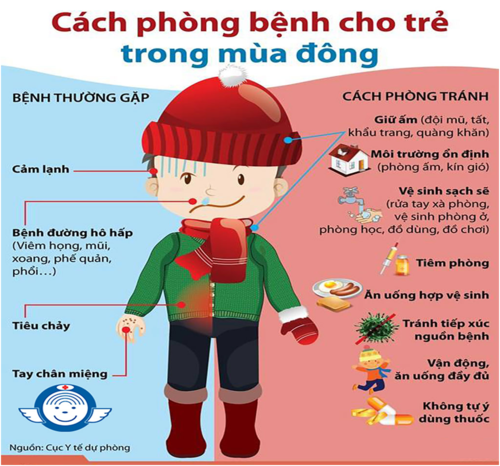 Cách phòng bệnh cho trẻ
trong mùa đông
BỆNH THƯỜNG GẶP
Cảm lạnh
Bệnh đường hô hấp
(Viêm họng, mũi,
xoang, phế quản,
phổi...)
Tiêu chảy
Tay chân miệng
Nguồn: Cục Y tế dự phòng
CÁCH PHÒNG TRÁNH
Giữ ấm (đội mũ, tất,
khẩu trang, quàng khăn)
Môi trường ổn định
(phòng ấm, kín gió)
Vệ sinh sạch sẽ
(rửa tay xà phòng,
vệ sinh phòng ở,
phòng học, đồ dùng, đồ chơi)
Tiêm phòng
Ăn uống hợp vệ sinh
Tránh tiếp xúc
nguồn bệnh
Vận động,
ăn uống đầy đủ
Không tự ý
dùng thuốc